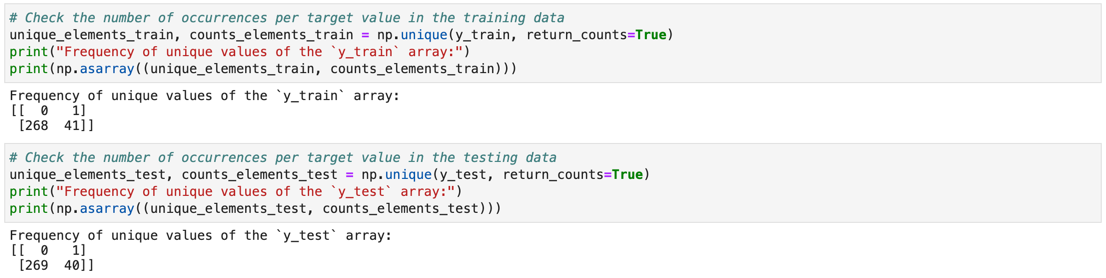 # Check the number of occurrences per target value in the training data
unique_elements_train, counts_elements_train = np.unique(y_train, return_counts=True)
print("Frequency of unique values of the `y_train` array:")
print(np.asarray((unique_elements_train, counts_elements_train)))
Frequency of unique values of the `y_train` array:
[[  0   1]
 [268  41]]
# Check the number of occurrences per target value in the testing data
unique_elements_test, counts_elements_test = np.unique(y_test, return_counts=True)
print("Frequency of unique values of the `y_test` array:")
print(np.asarray((unique_elements_test, counts_elements_test)))
Frequency of unique values of the `y_test` array:
[[  0   1]
 [269  40]]